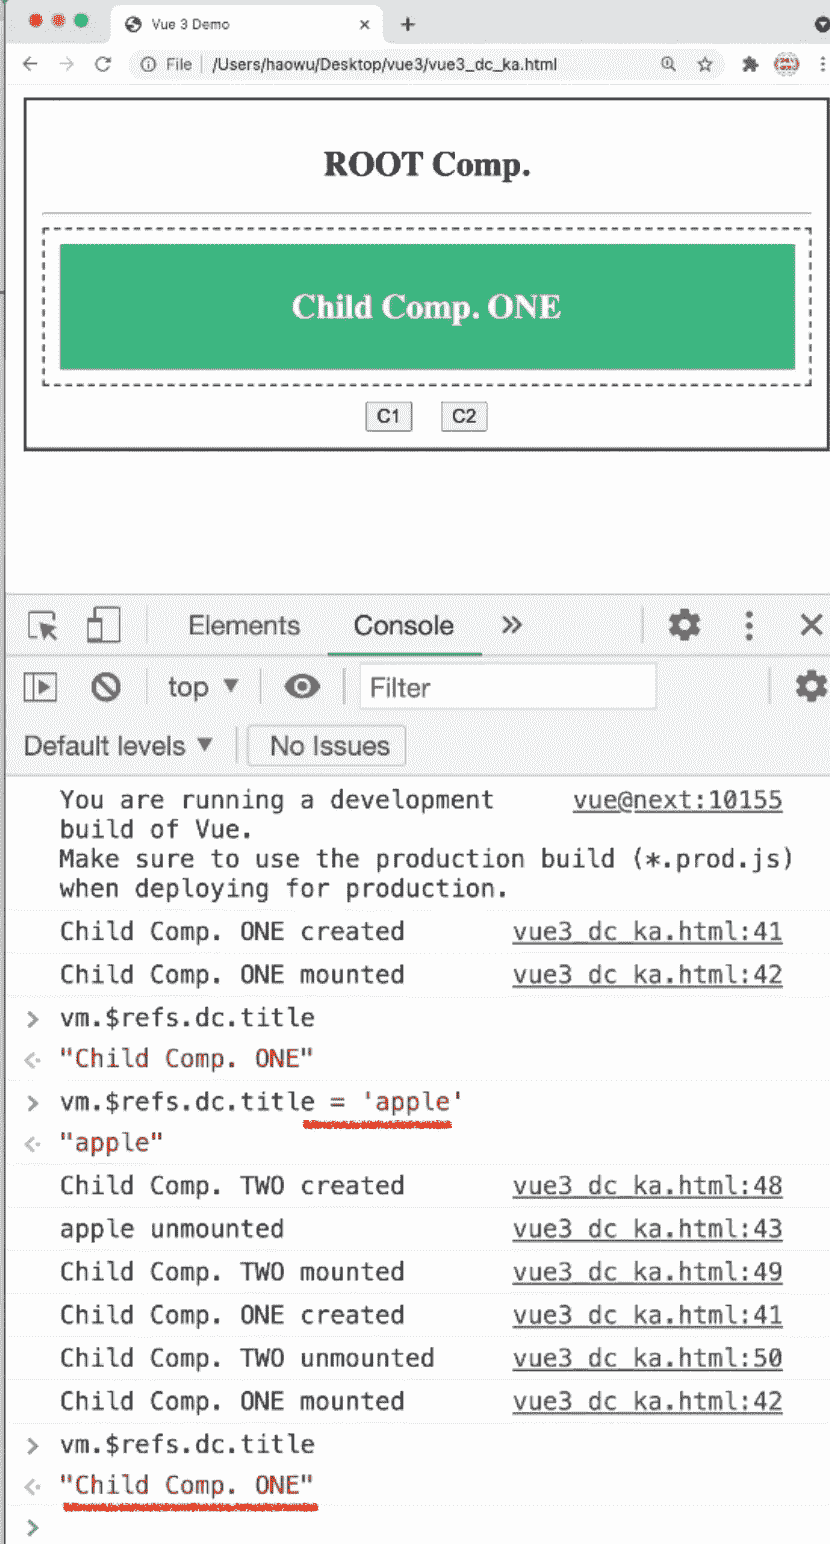 Vue 3 Demo
File /Users/haowu/Desktop/vue3/vue3_dc_ka.html
ROOT Comp.
Child Comp. ONE
C1 C2
Elements Console
top Filter
Default levels No Issues
You are running a development vue@next:10155
build of Vue.
Make sure to use the production build (*.prod.js)
when deploying for production.
Child Comp. ONE created vue3_dc_ka.html:41
Child Comp. ONE mounted vue3_dc_ka.html:42
> vm.$refs.dc.title
"Child Comp. ONE"
> vm.$refs.dc.title = 'apple'
"apple"
Child Comp. TWO created vue3_dc_ka.html:48
apple unmounted vue3_dc_ka.html:43
Child Comp. TWO mounted vue3_dc_ka.html:49
Child Comp. ONE created vue3_dc_ka.html:41
Child Comp. TWO unmounted vue3_dc_ka.html:50
Child Comp. ONE mounted vue3_dc_ka.html:42
> vm.$refs.dc.title
"Child Comp. ONE"
>